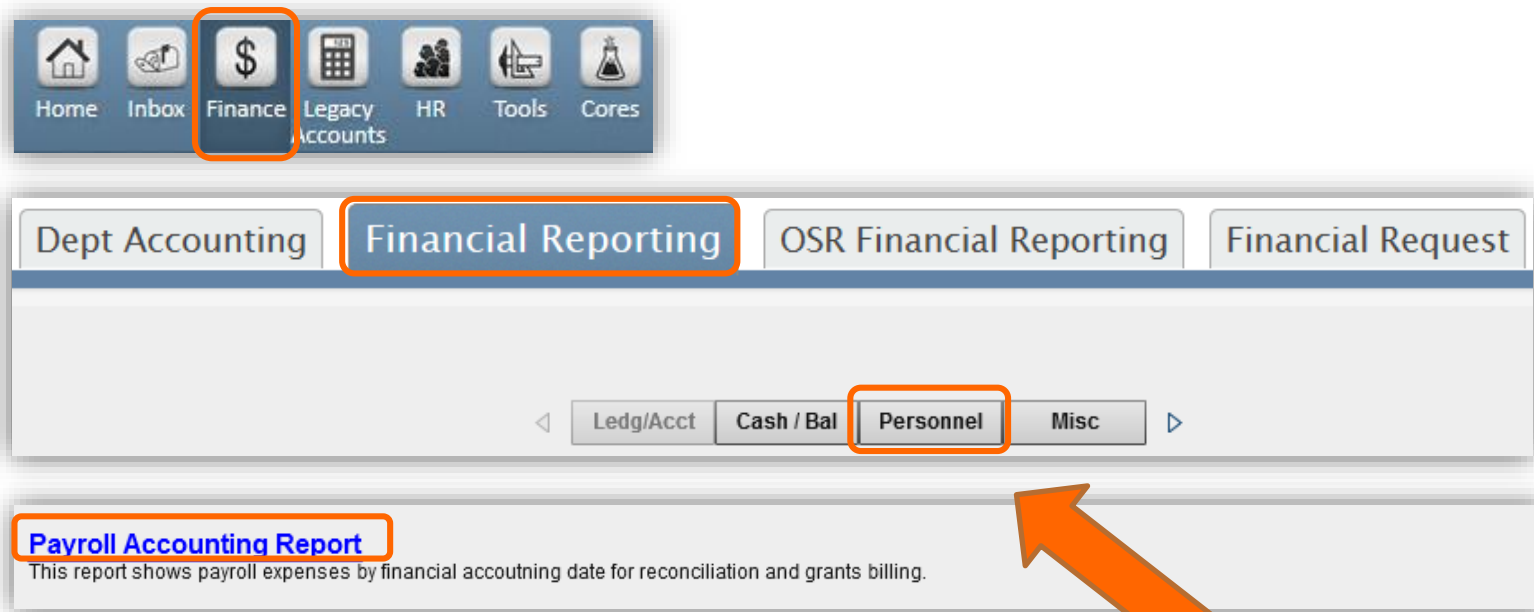 Home Inbox Finance Legacy Accounts HR Tools Cores
Dept Accounting Financial Reporting OSR Financial Reporting Financial Request
Ledg/Acct Cash / Bal Personnel Misc
Payroll Accounting Report
This report shows payroll expenses by financial accoutning date for reconciliation and grants billing.